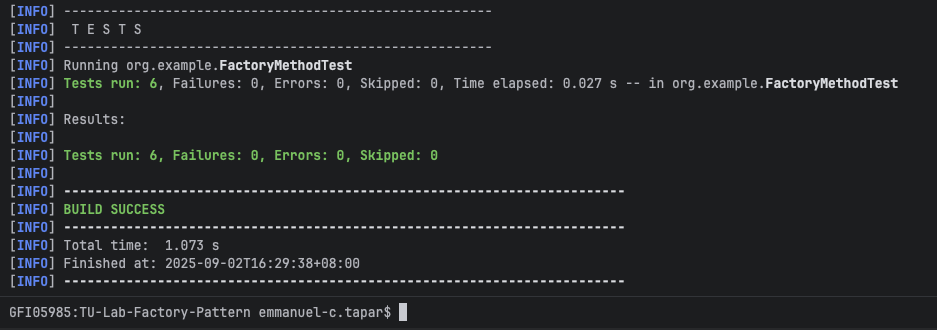 [INFO] -------------------------------------------------------
[INFO]  T E S T S
[INFO] -------------------------------------------------------
[INFO] Running org.example.FactoryMethodTest
[INFO] Tests run: 6, Failures: 0, Errors: 0, Skipped: 0, Time elapsed: 0.027 s -- in org.example.FactoryMethodTest
[INFO]
[INFO] Results:
[INFO]
[INFO] Tests run: 6, Failures: 0, Errors: 0, Skipped: 0
[INFO]
[INFO] ------------------------------------------------------------------------
[INFO] BUILD SUCCESS
[INFO] ------------------------------------------------------------------------
[INFO] Total time:  1.073 s
[INFO] Finished at: 2025-09-02T16:29:38+08:00
[INFO] ------------------------------------------------------------------------
GFI05985:TU-Lab-Factory-Pattern emmanuel-c.tapar$